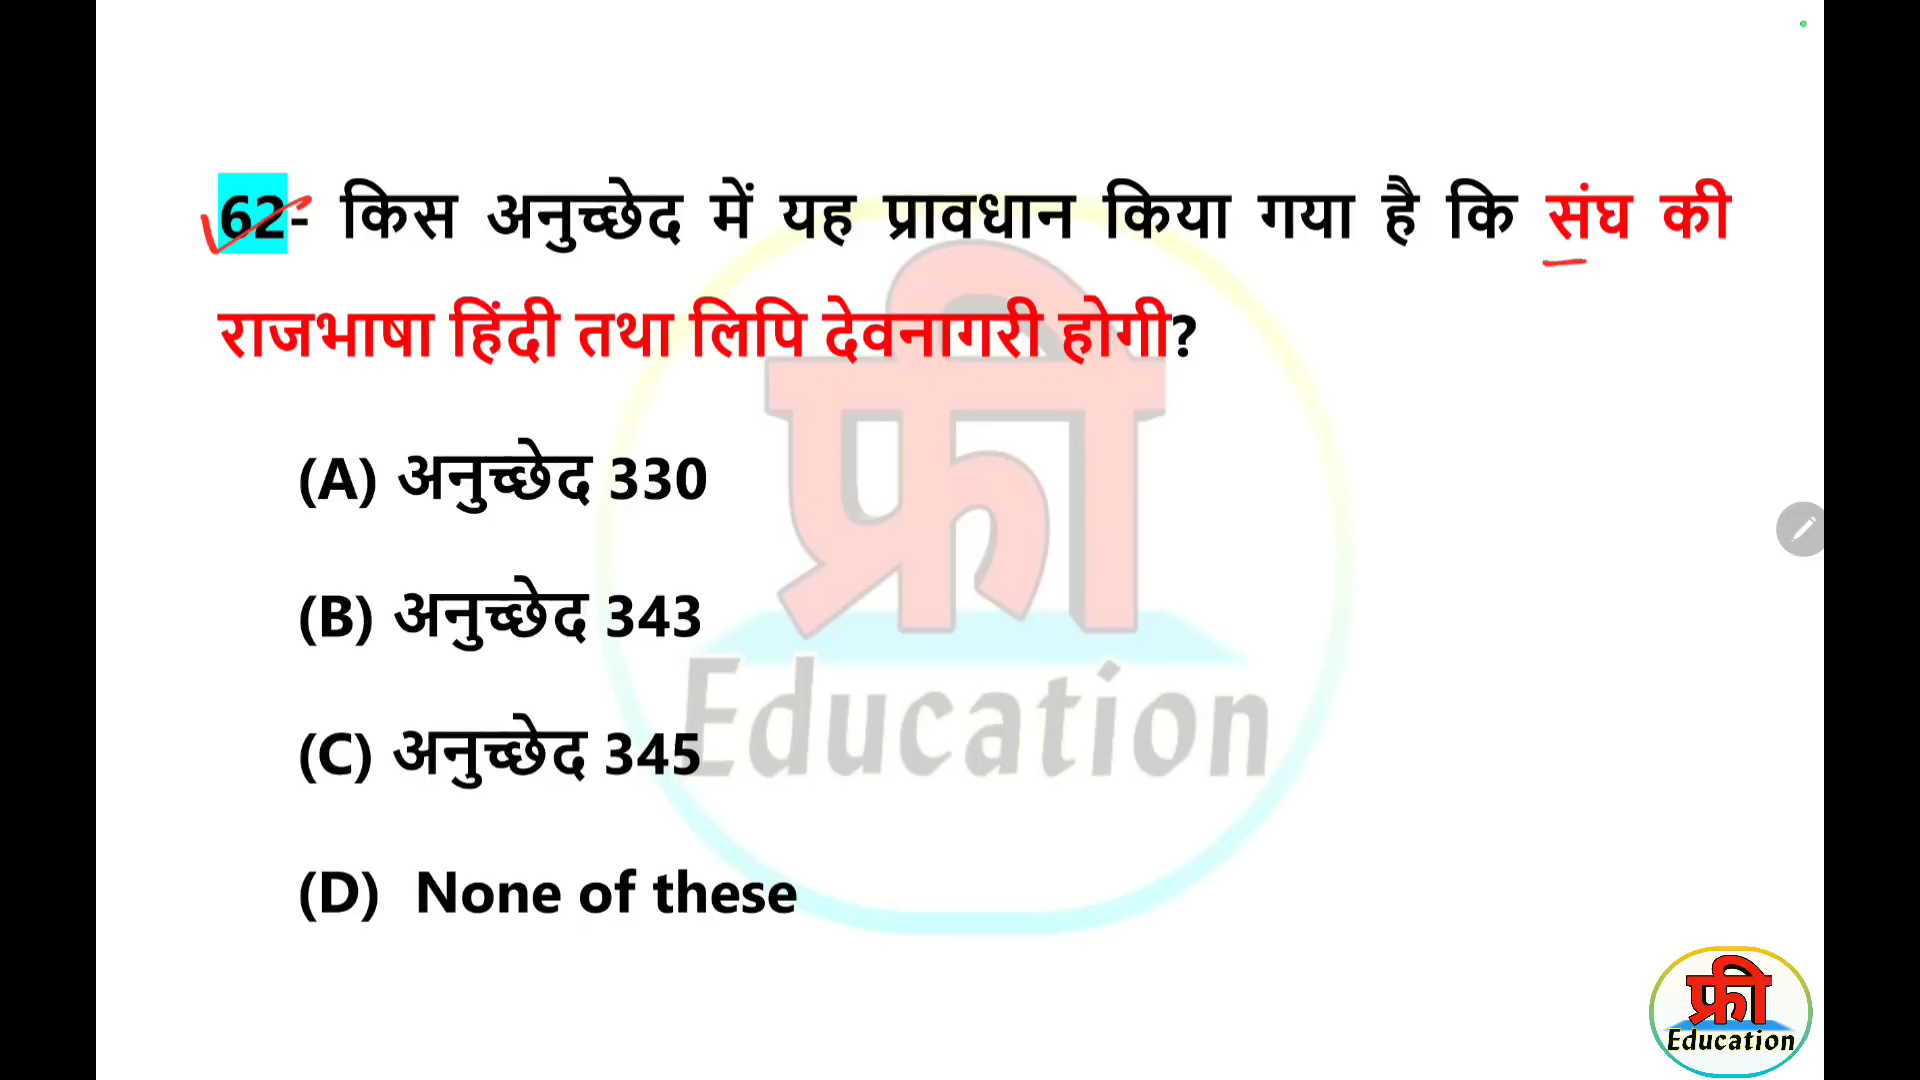 62- किस अनुच्छेद में यह प्रावधान किया गया है कि संघ की
राजभाषा हिंदी तथा लिपि देवनागरी होगी?
(A) अनुच्छेद 330
(B) अनुच्छेद 343
(C) अनुच्छेद 345
(D) None of these
फ्री
Education
फ्री
Education